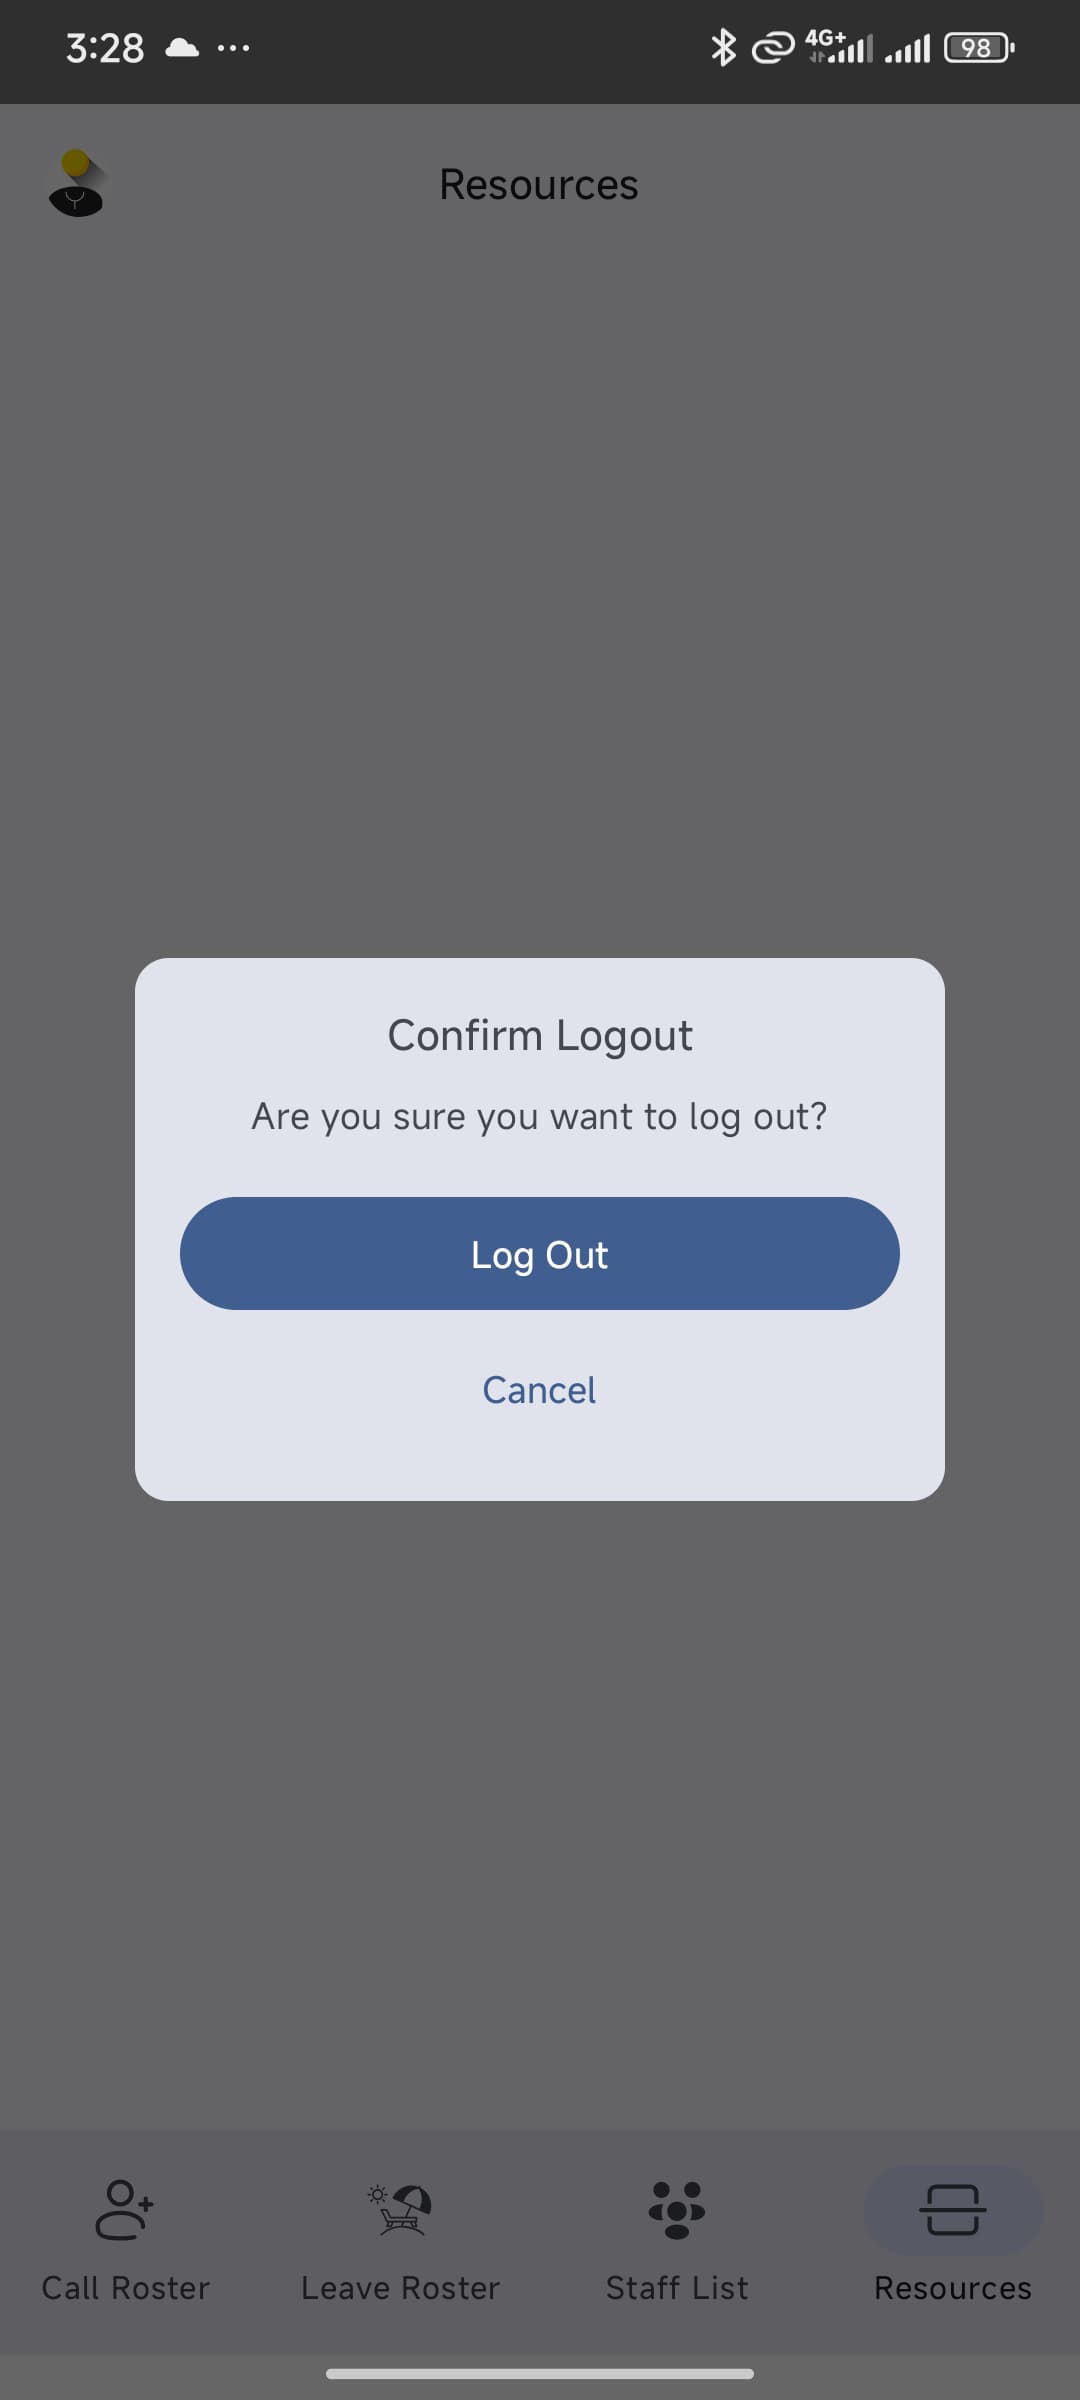 3:28
4G+
98
Resources
Confirm Logout
Are you sure you want to log out?
Log Out
Cancel
Call Roster
Leave Roster
Staff List
Resources